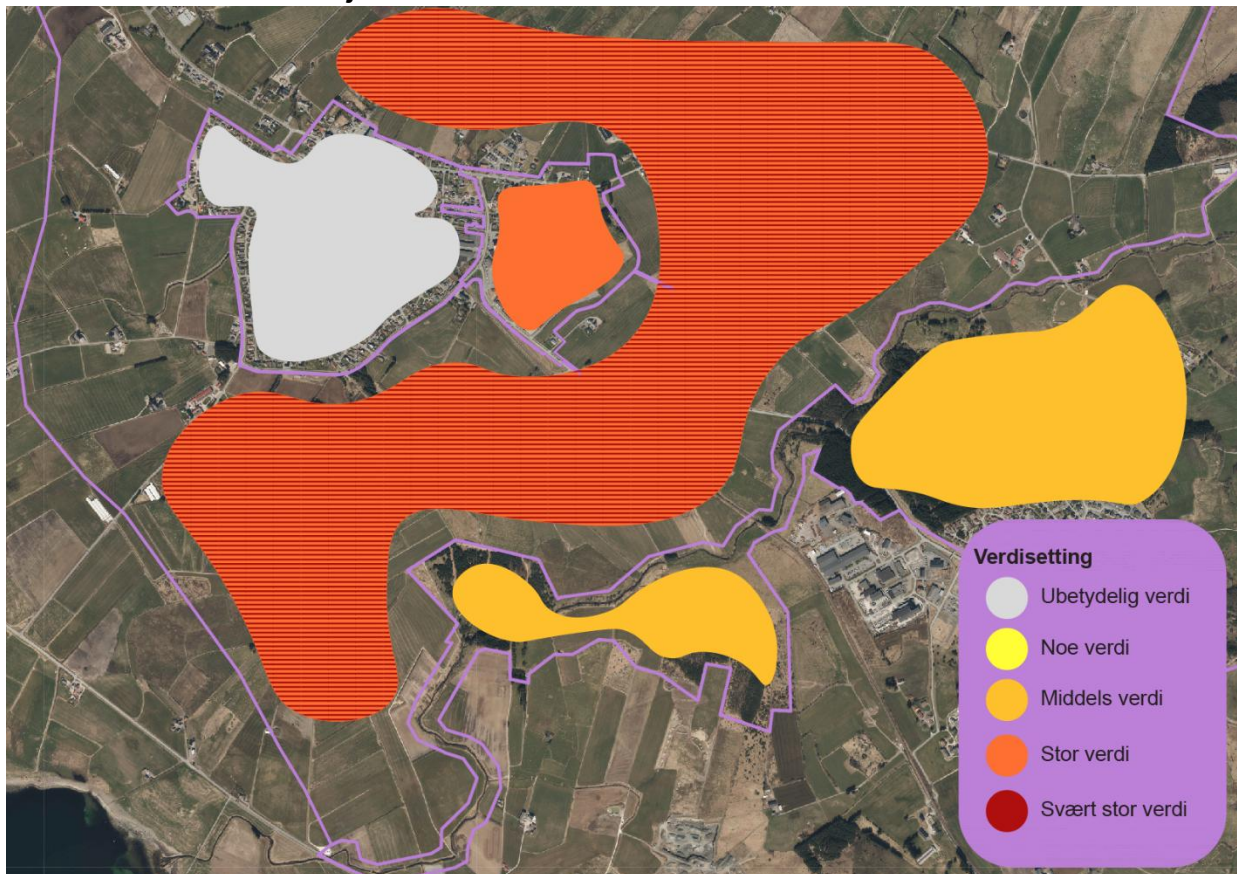 Verdisetting
Ubetydelig verdi
Noe verdi
Middels verdi
Stor verdi
Svært stor verdi